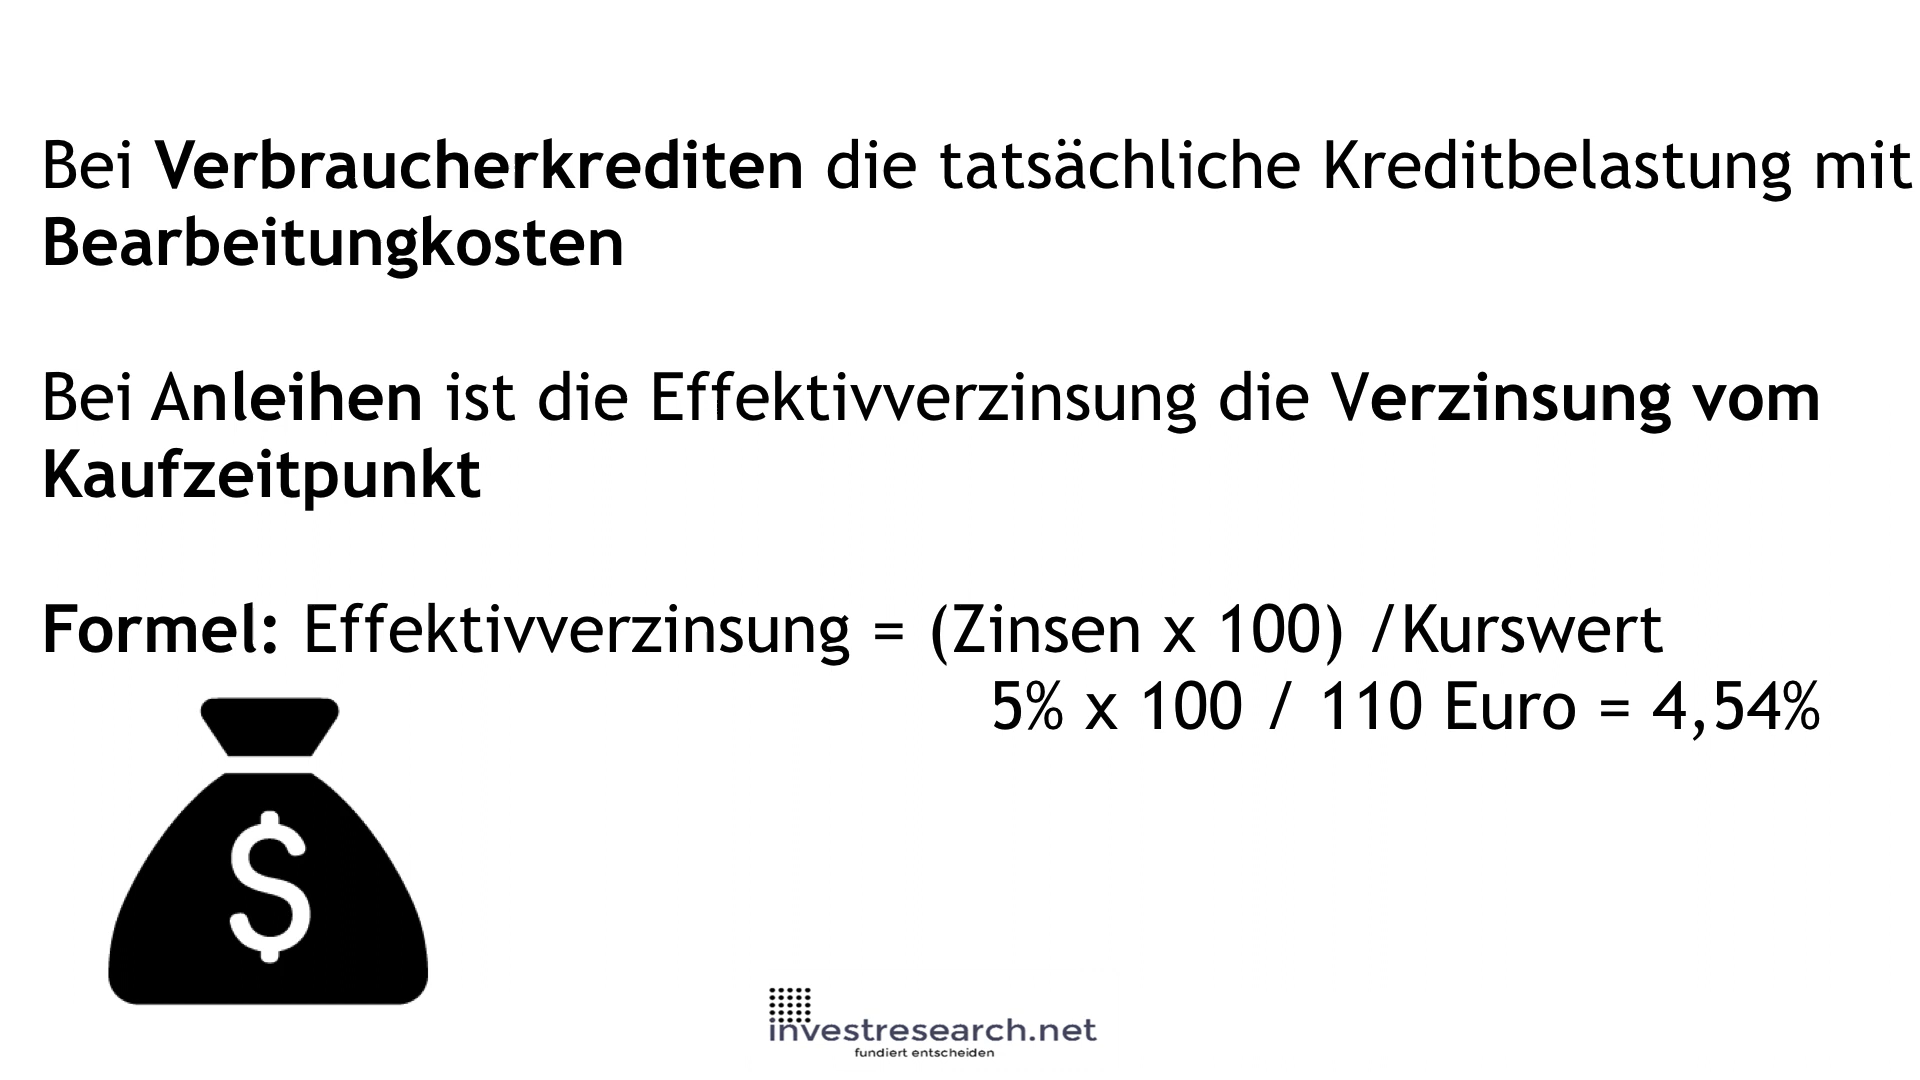 Bei Verbraucherkrediten die tatsächliche Kreditbelastung mit
Bearbeitungkosten
Bei Anleihen ist die Effektivverzinsung die Verzinsung vom
Kaufzeitpunkt
Formel: Effektivverzinsung = (Zinsen x 100) /Kurswert
5% x 100 / 110 Euro = 4,54%
$
investresearch.net
fundiert entscheiden